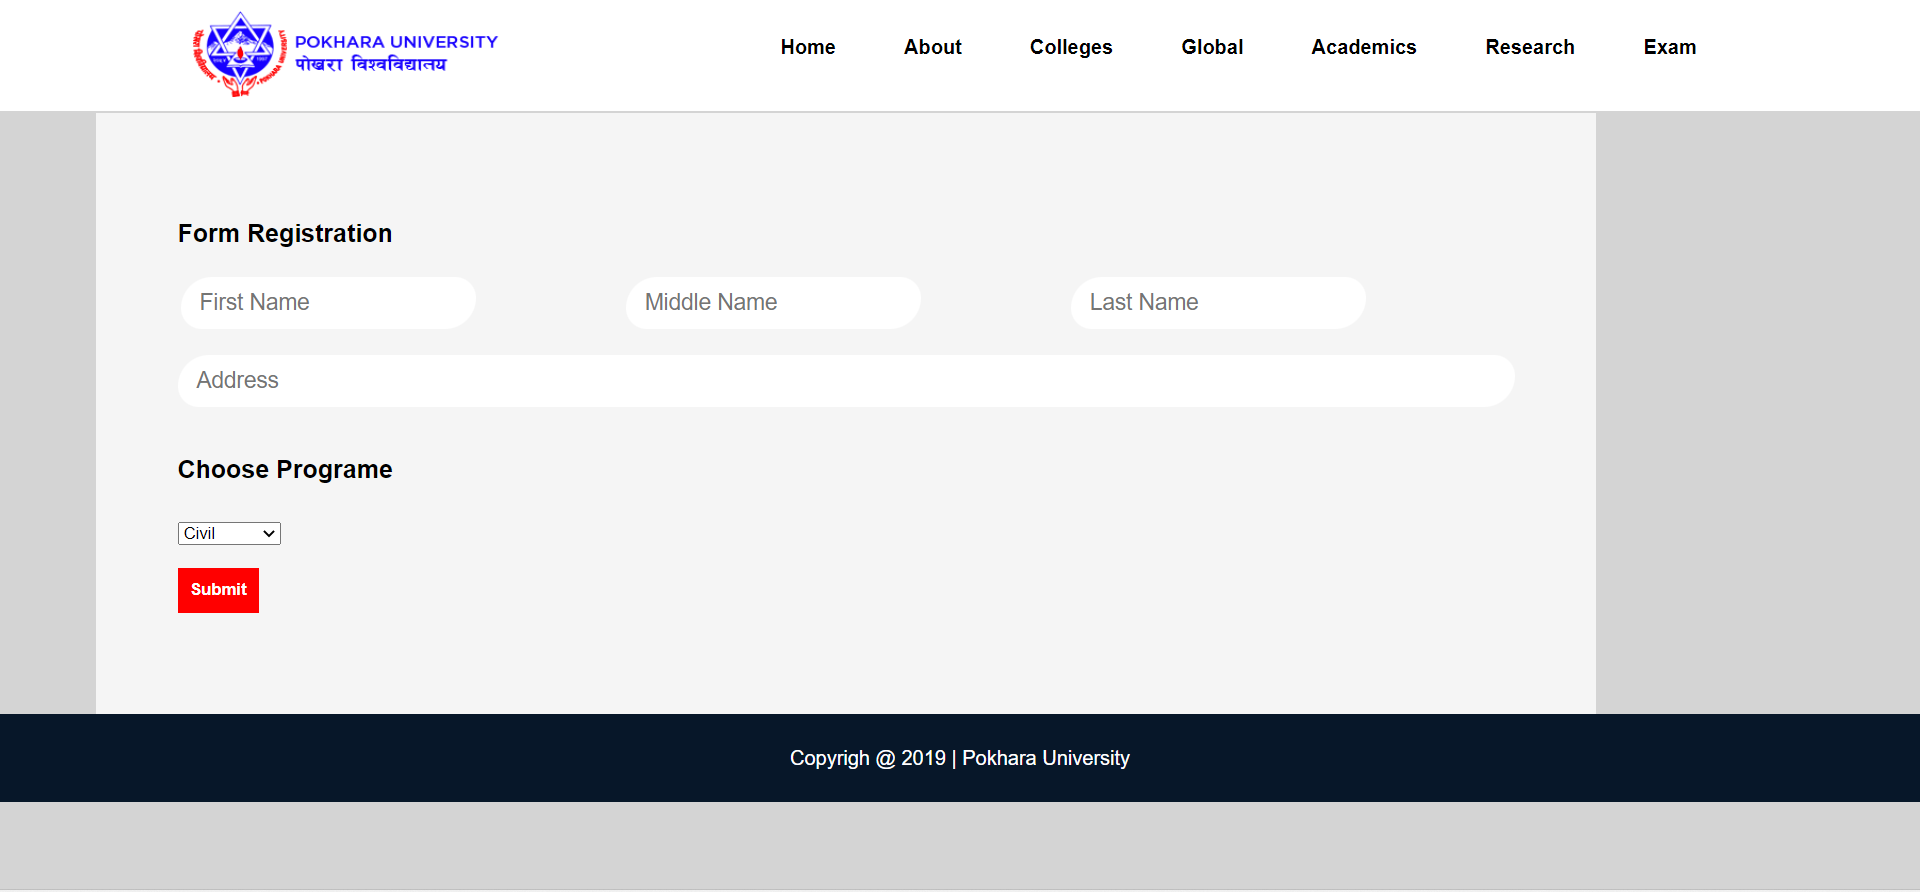 POKHARA UNIVERSITY
पोखरा विश्वविद्यालय
Home About Colleges Global Academics Research Exam
Form Registration
First Name Middle Name Last Name
Address
Choose Programe
Civil
Submit
Copyrigh @ 2019 | Pokhara University